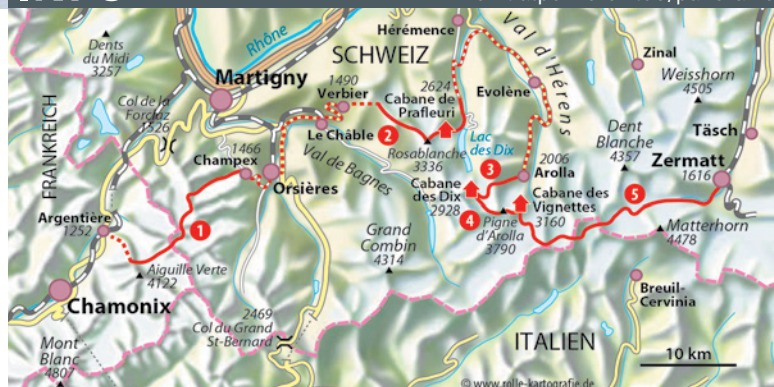 Dents
du Midi
3257
Rhône
Hérémence
Val d'Hérens
SCHWEIZ
Zinal
Martigny
1490
Verbier
2624
Cabane de
Prafleuri
Evolène
Weisshorn
4505
FRANKREICH
Col de la
Forclaz
1526
Le Châble
2
Lac
des Dix
Dent
Blanche
4357
Täsch
1466
Champex
Val de Bagnes
Rosablanche
3336
3
2006
Arolla
Zermatt
1616
Orsières
Cabane
des Dix
2928
Cabane des
Vignettes
3160
5
Argentière
1252
1
4
Pigne
d'Arolla
3790
Grand
Combin
4314
Matterhorn
4478
Aiguille Verte
4122
Chamonix
2469
Col du Grand
St-Bernard
Breuil-
Cervinia
ITALIEN
Mont
Blanc
4807
10 km
© www.rolle-kartografie.de